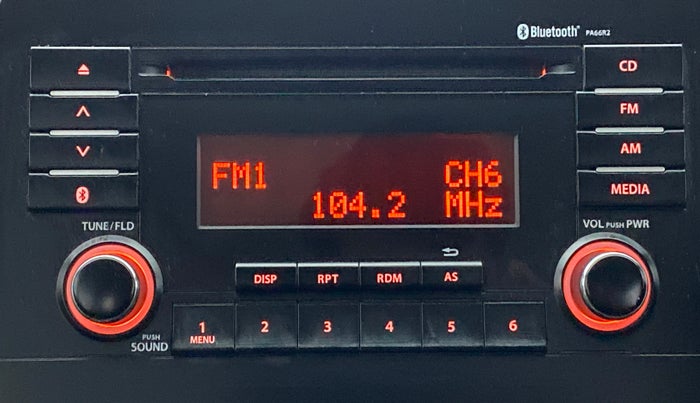 Bluetooth® PA66R2
CD
FM
AM
MEDIA
FM1 CH6
104.2 MHz
TUNE/FLD
VOL PUSH PWR
DISP RPT RDM AS
PUSH SOUND
1 MENU 2 3 4 5 6